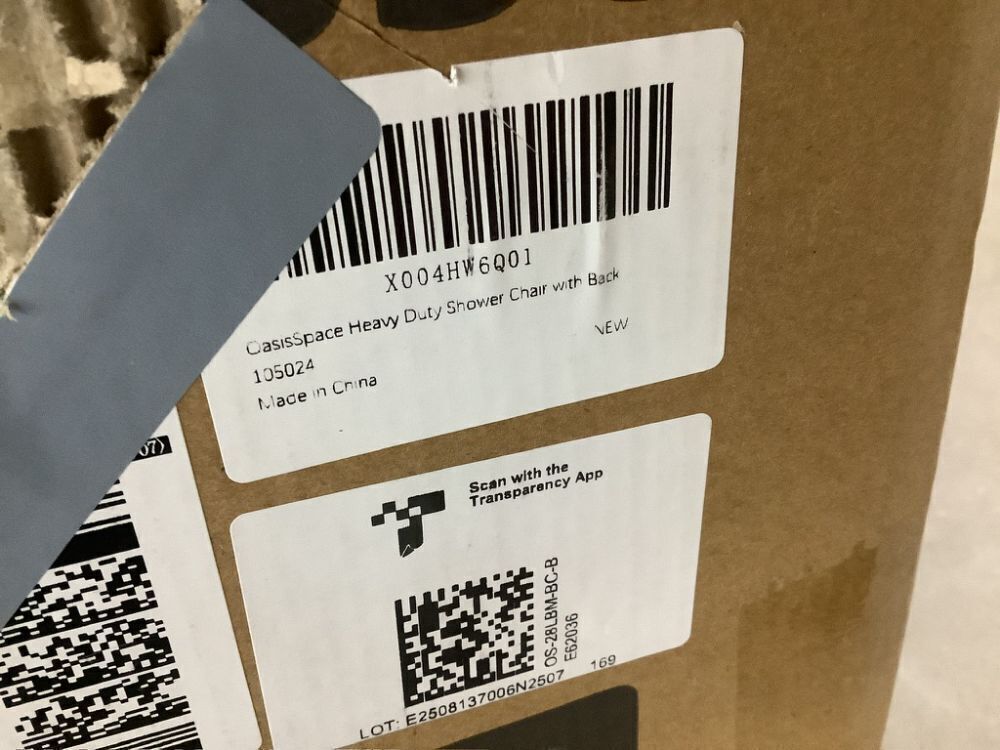 X004HW6Q01
OasisSpace Heavy Duty Shower Chair with Back
NEW
105024
Made in China
07)
Scan with the
Transparency App
OS-28LBM-BC-B
E62036
169
LOT: E2508137006N2507